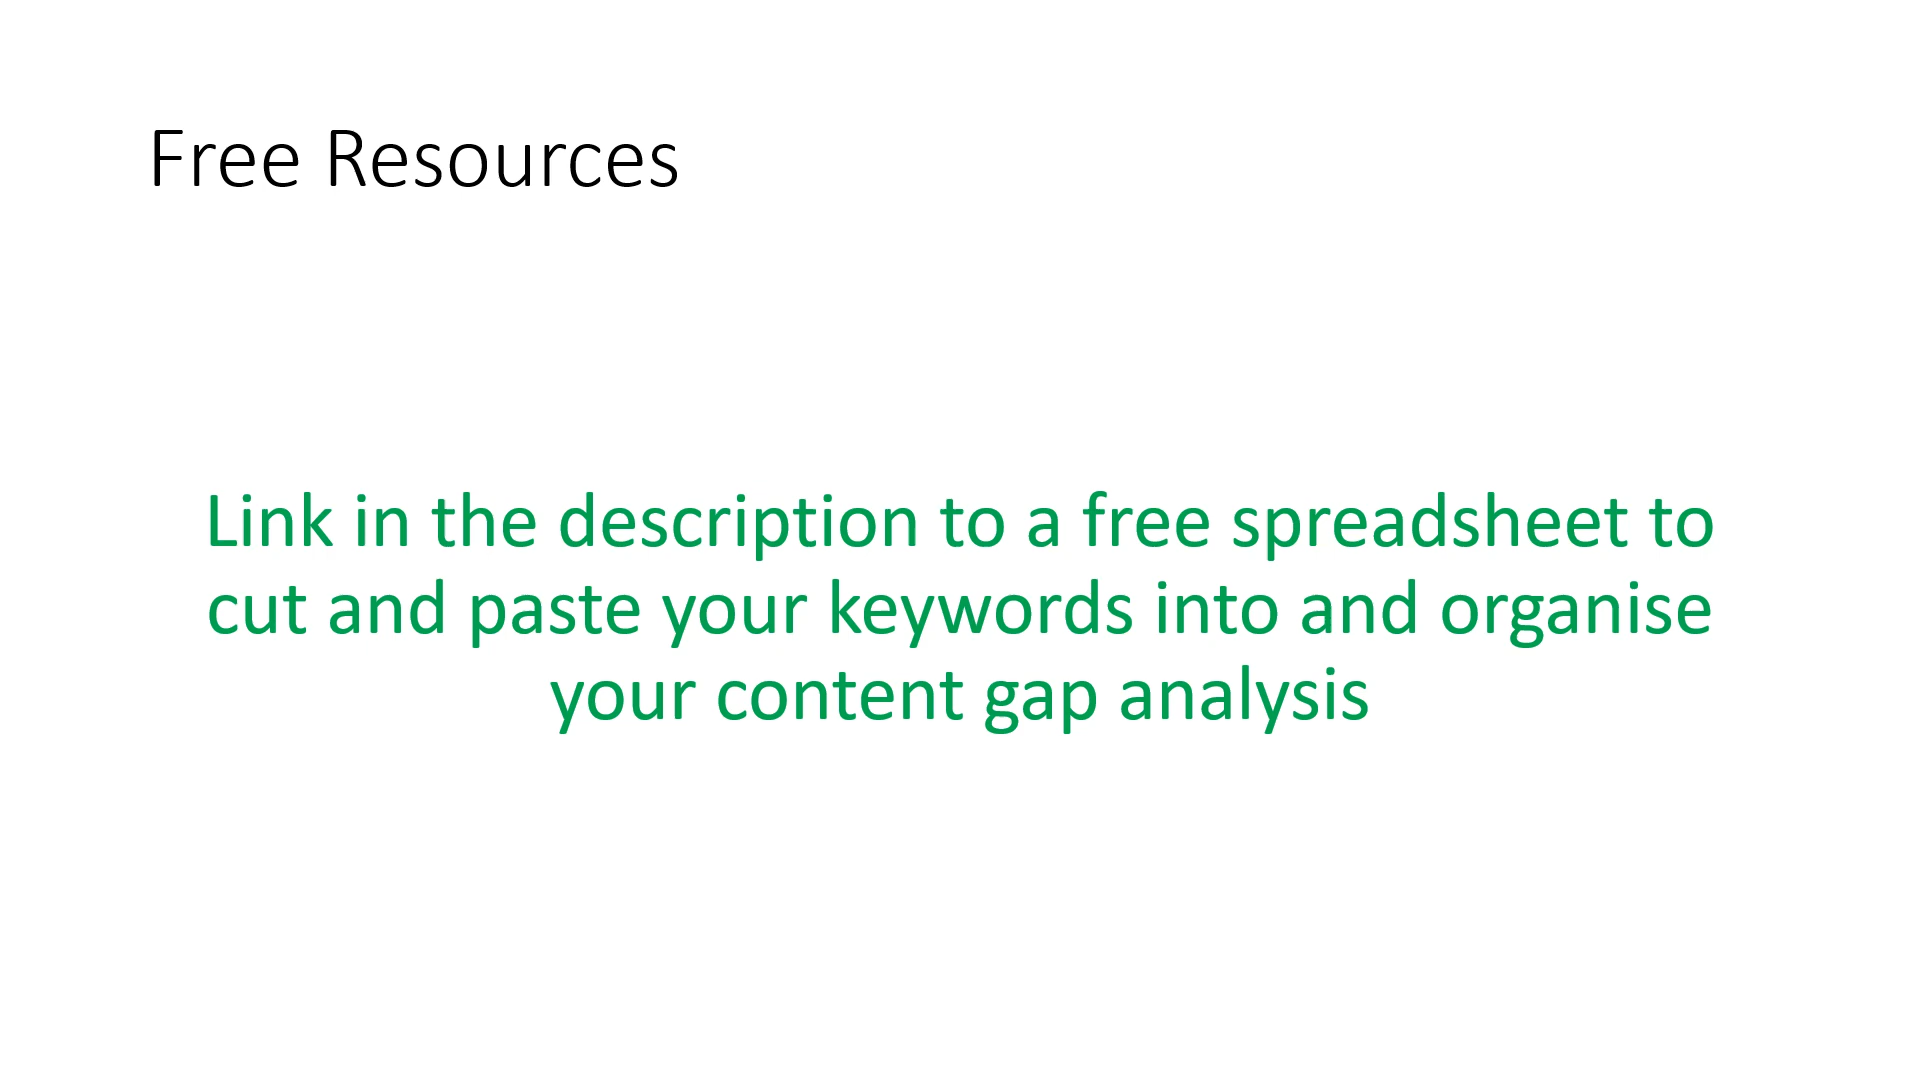 Free Resources
Link in the description to a free spreadsheet to
cut and paste your keywords into and organise
your content gap analysis